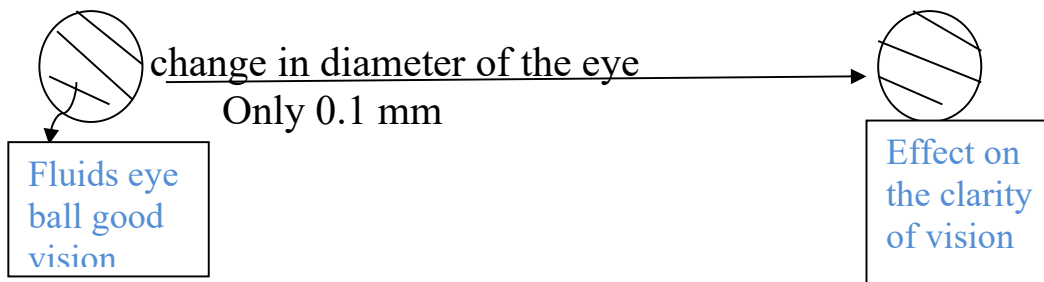 change in diameter of the eye
Only 0.1 mm
Fluids eye
ball good
vision
Effect on
the clarity
of vision